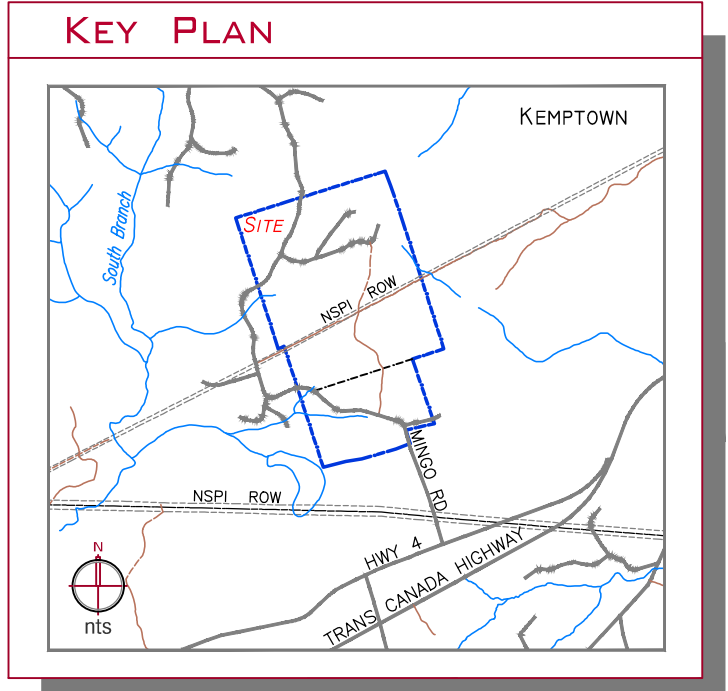 KEY PLAN
KEMPTOWN
South Branch
SITE
NSPI ROW
MINGO RD
NSPI ROW
HWY 4
TRANS CANADA HIGHWAY
N
nts